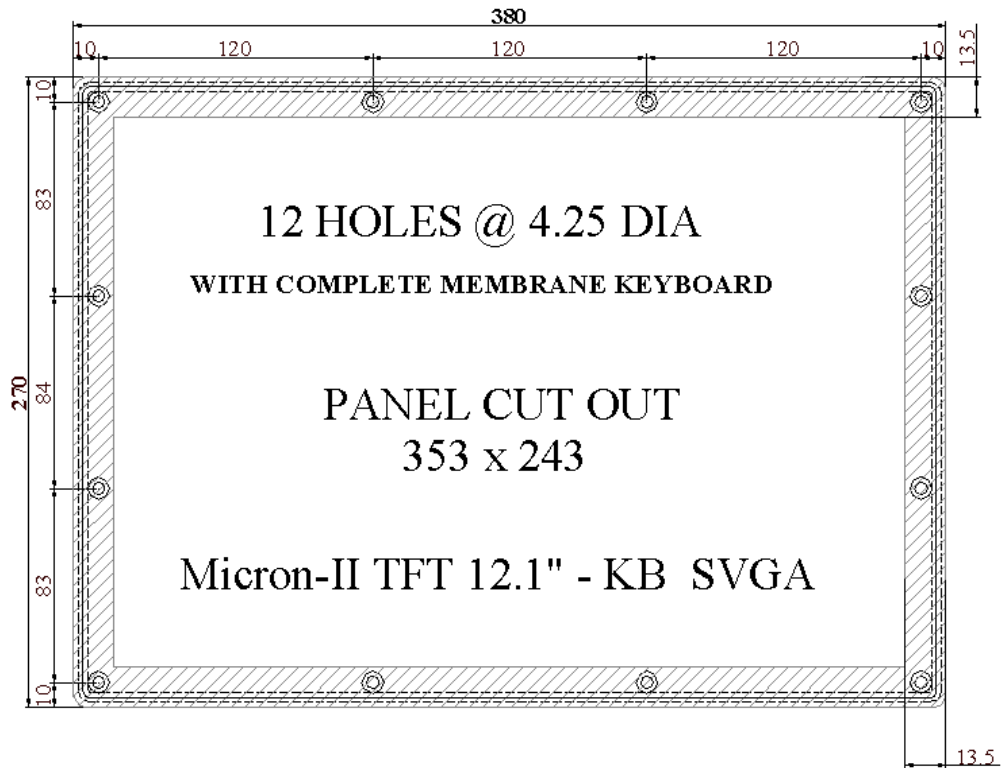 380
10 120 120 120 10
13.5
10
83
12 HOLES @ 4.25 DIA
WITH COMPLETE MEMBRANE KEYBOARD
270
84
PANEL CUT OUT
353 x 243
83
Micron-II TFT 12.1" - KB SVGA
10
13.5